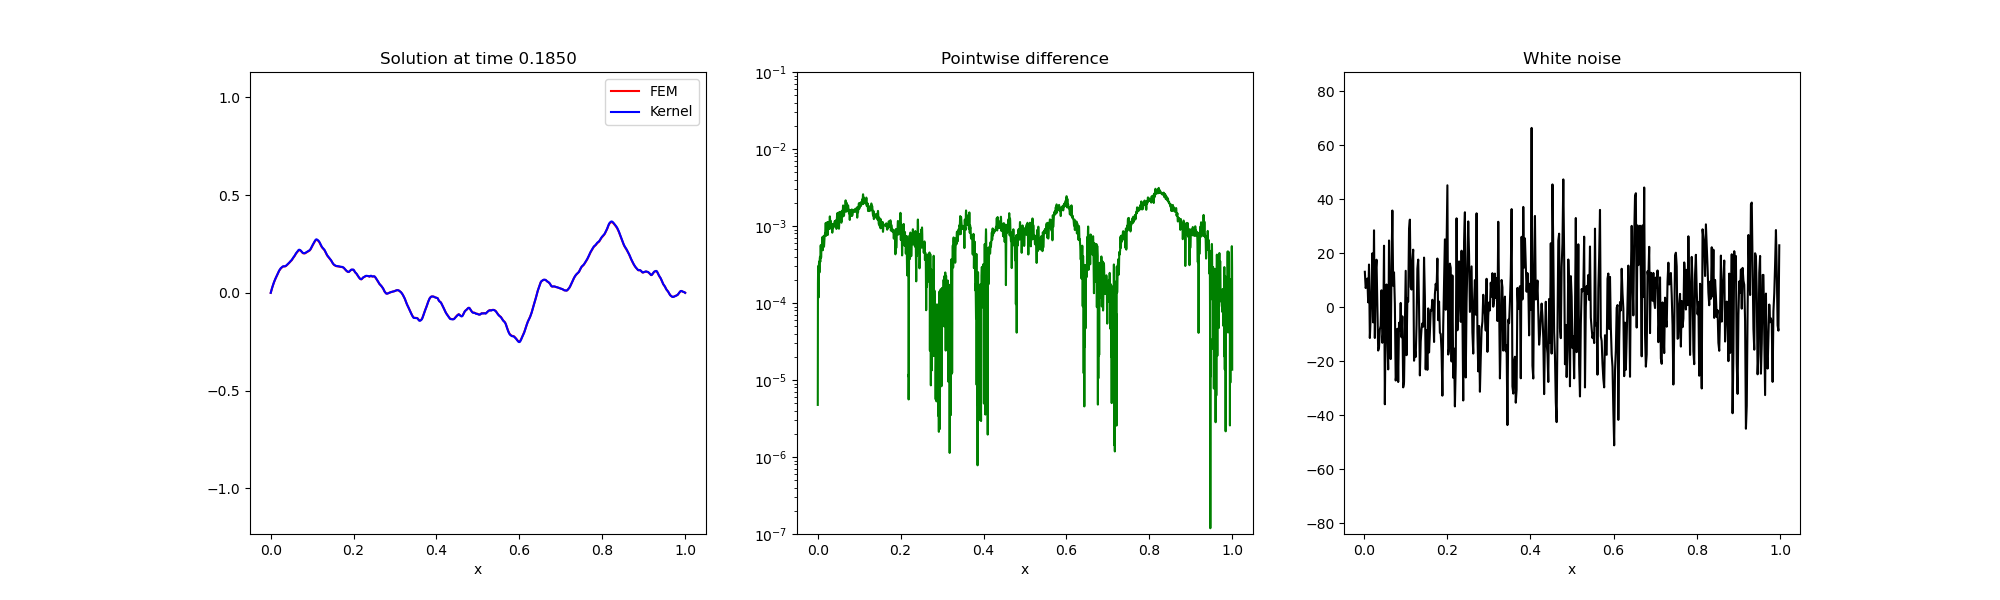 Solution at time 0.1850
1.0
0.5
0.0
−0.5
−1.0
FEM
Kernel
0.0 0.2 0.4 0.6 0.8 1.0
x
Pointwise difference
10⁻¹
10⁻²
10⁻³
10⁻⁴
10⁻⁵
10⁻⁶
10⁻⁷
0.0 0.2 0.4 0.6 0.8 1.0
x
White noise
80
60
40
20
0
−20
−40
−60
−80
0.0 0.2 0.4 0.6 0.8 1.0
x